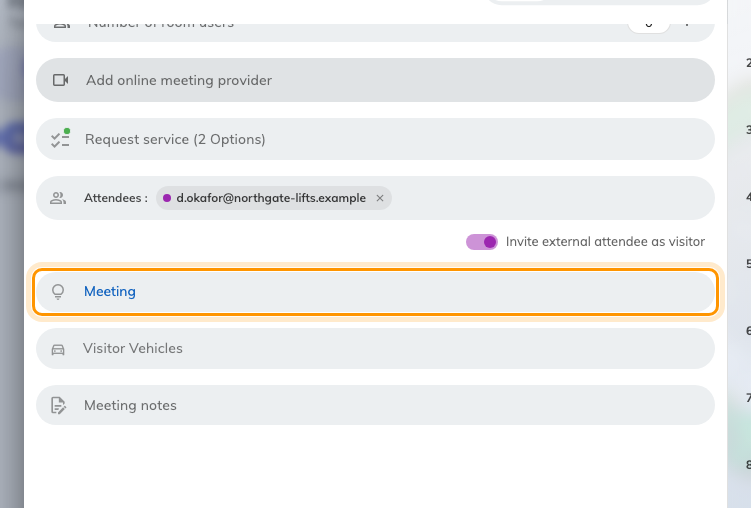 Number of room users
Add online meeting provider
Request service (2 Options)
Attendees : d.okafor@northgate-lifts.example ×
Invite external attendee as visitor
Meeting
Visitor Vehicles
Meeting notes
2
3
4
5
6
7
8